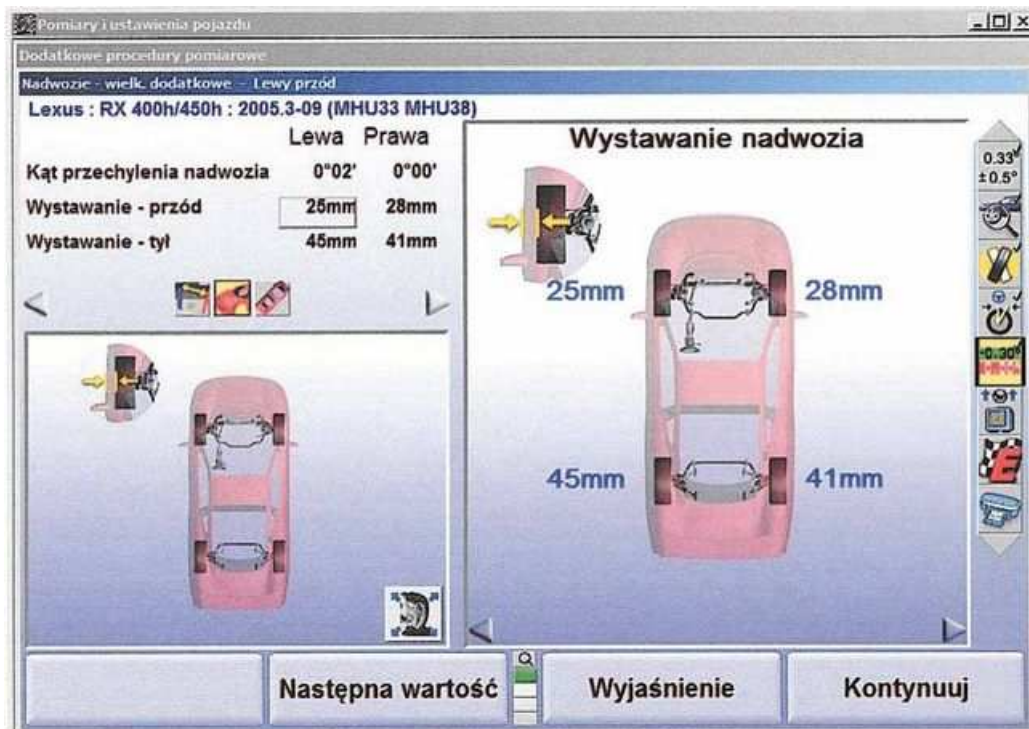 Pomiary i ustawienia pojazdu
Dodatkowe procedury pomiarowe
Nadwozie - wielk. dodatkowe - Lewy przód
Lexus : RX 400h/450h : 2005.3-09 (MHU33 MHU38)
Lewa Prawa
Kąt przechylenia nadwozia 0°02' 0°00'
Wystawanie - przód 25mm 28mm
Wystawanie - tył 45mm 41mm
Wystawanie nadwozia
25mm 28mm
45mm 41mm
0.33
±0.5°
-0.30
E
Następna wartość
Wyjaśnienie
Kontynuuj